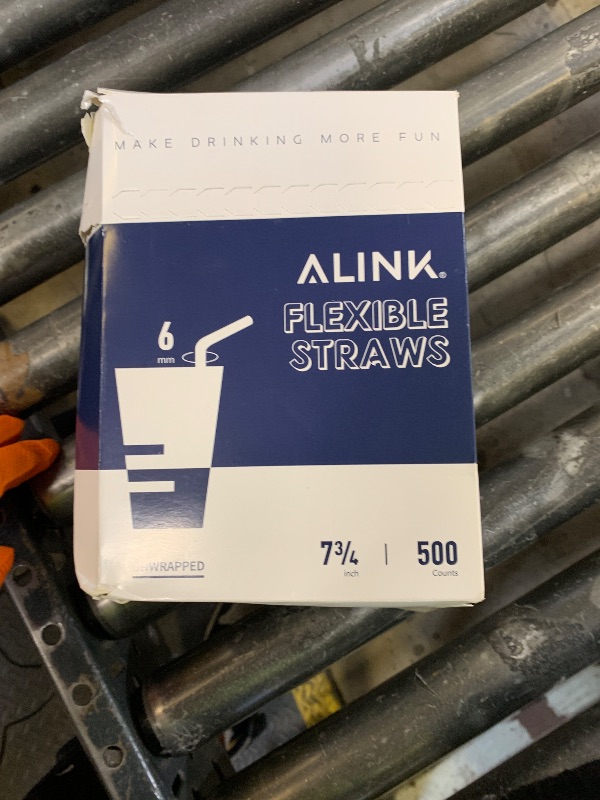 MAKE DRINKING MORE FUN
ALINK®
FLEXIBLE
STRAWS
6
mm
7¾ | 500
inch Counts